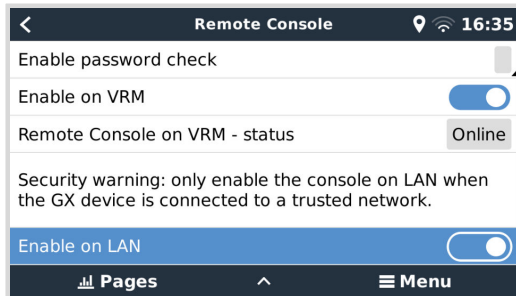 Remote Console 16:35
Enable password check
Enable on VRM
Remote Console on VRM - status Online
Security warning: only enable the console on LAN when
the GX device is connected to a trusted network.
Enable on LAN
Pages Menu